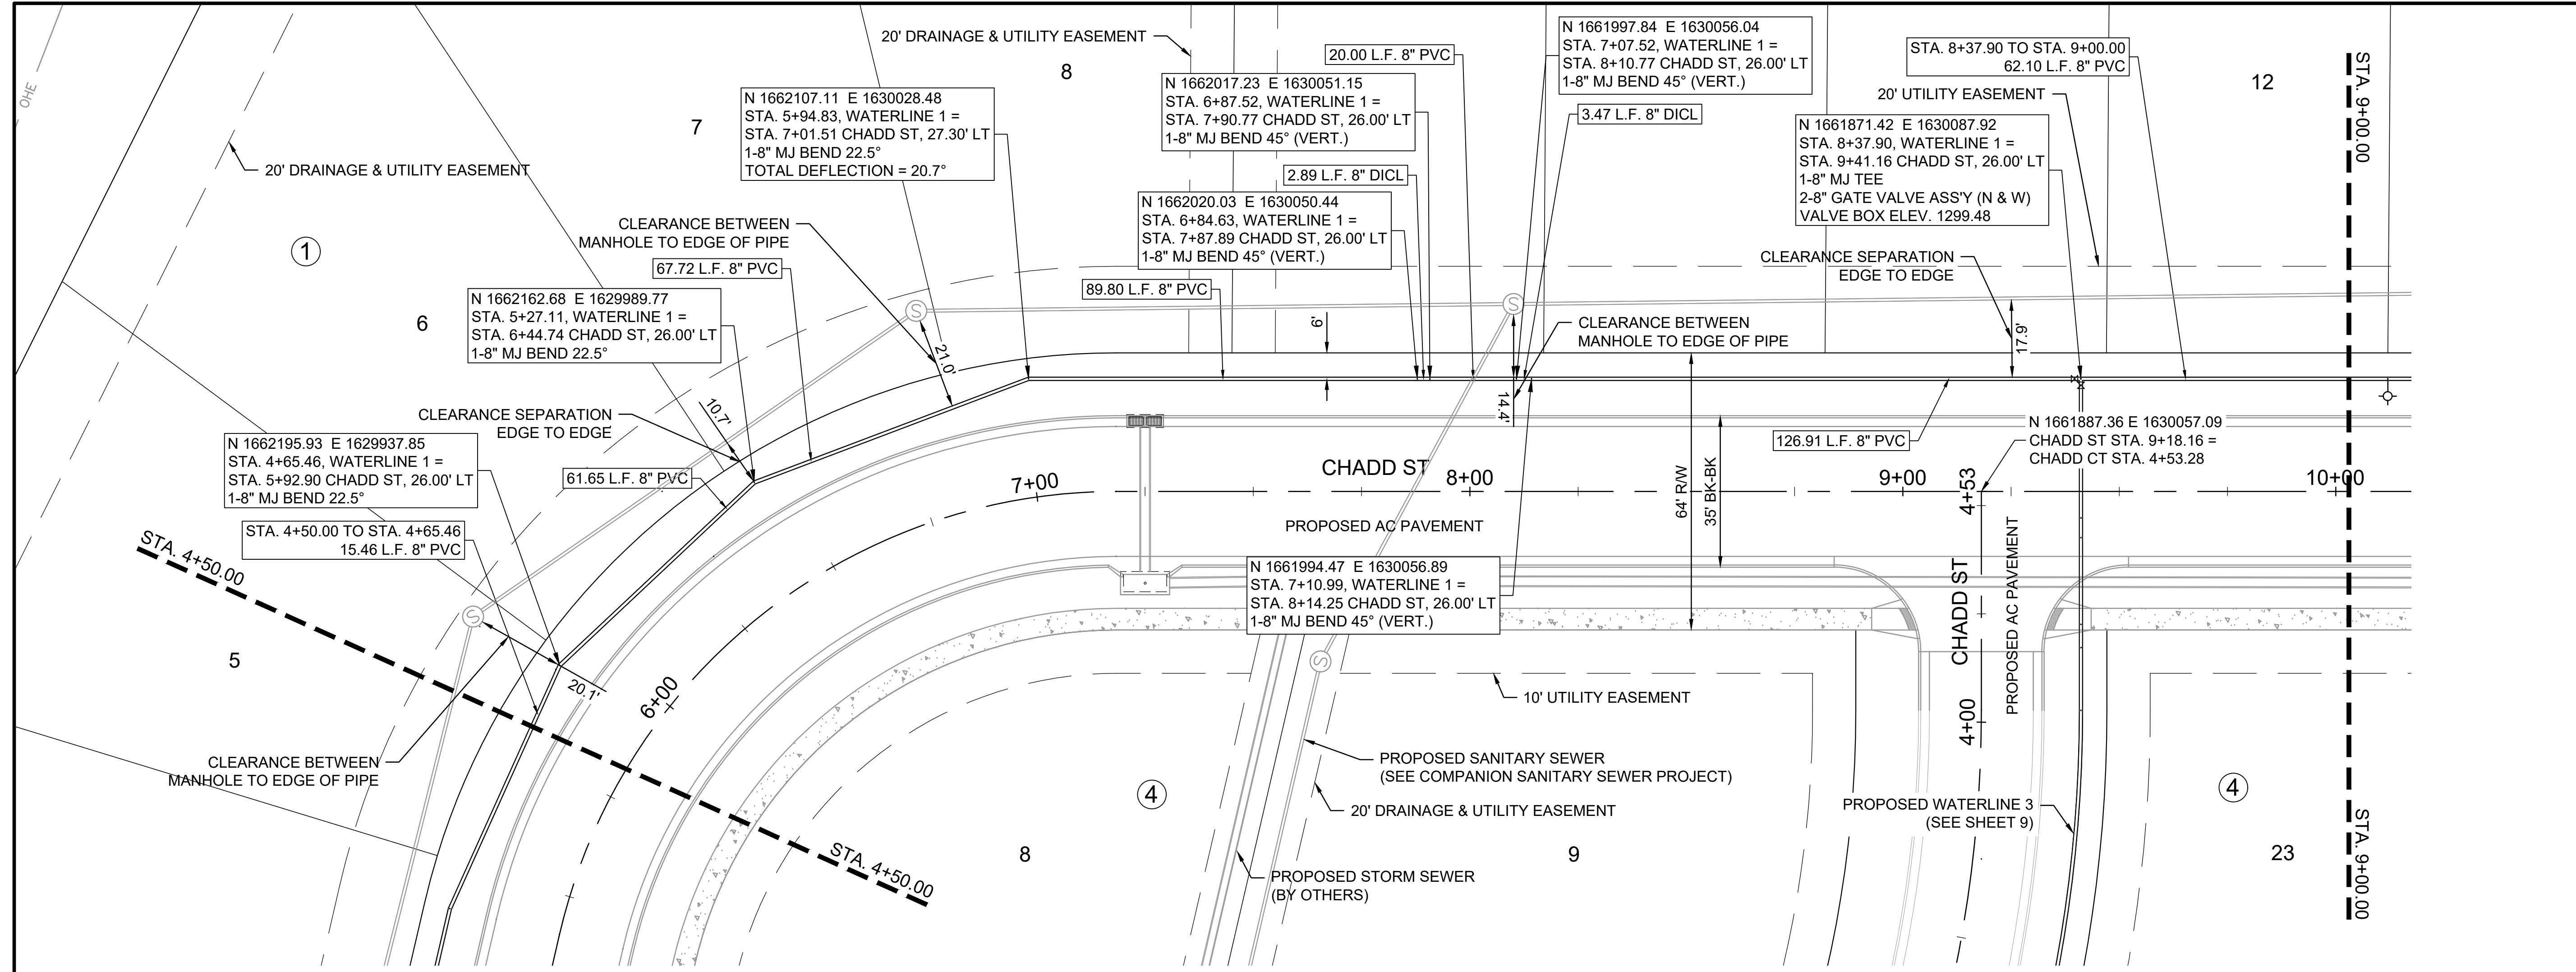 OHE
20' DRAINAGE & UTILITY EASEMENT
1
20' DRAINAGE & UTILITY EASEMENT
8
7
N 1662107.11 E 1630028.48
STA. 5+94.83, WATERLINE 1 =
STA. 7+01.51 CHADD ST, 27.30' LT
1-8" MJ BEND 22.5°
TOTAL DEFLECTION = 20.7°
N 1662017.23 E 1630051.15
STA. 6+87.52, WATERLINE 1 =
STA. 7+90.77 CHADD ST, 26.00' LT
1-8" MJ BEND 45° (VERT.)
20.00 L.F. 8" PVC
N 1661997.84 E 1630056.04
STA. 7+07.52, WATERLINE 1 =
STA. 8+10.77 CHADD ST, 26.00' LT
1-8" MJ BEND 45° (VERT.)
3.47 L.F. 8" DICL
STA. 8+37.90 TO STA. 9+00.00
62.10 L.F. 8" PVC
20' UTILITY EASEMENT
12
STA. 9+00.00
N 1661871.42 E 1630087.92
STA. 8+37.90, WATERLINE 1 =
STA. 9+41.16 CHADD ST, 26.00' LT
1-8" MJ TEE
2-8" GATE VALVE ASS'Y (N & W)
VALVE BOX ELEV. 1299.48
2.89 L.F. 8" DICL
N 1662020.03 E 1630050.44
STA. 6+84.63, WATERLINE 1 =
STA. 7+87.89 CHADD ST, 26.00' LT
1-8" MJ BEND 45° (VERT.)
CLEARANCE BETWEEN
MANHOLE TO EDGE OF PIPE
67.72 L.F. 8" PVC
89.80 L.F. 8" PVC
CLEARANCE SEPARATION
EDGE TO EDGE
6
N 1662162.68 E 1629989.77
STA. 5+27.11, WATERLINE 1 =
STA. 6+44.74 CHADD ST, 26.00' LT
1-8" MJ BEND 22.5°
S
S
21.0'
6'
CLEARANCE BETWEEN
MANHOLE TO EDGE OF PIPE
17.9'
14.4'
10.7'
CLEARANCE SEPARATION
EDGE TO EDGE
N 1662195.93 E 1629937.85
STA. 4+65.46, WATERLINE 1 =
STA. 5+92.90 CHADD ST, 26.00' LT
1-8" MJ BEND 22.5°
61.65 L.F. 8" PVC
STA. 4+50.00 TO STA. 4+65.46
15.46 L.F. 8" PVC
126.91 L.F. 8" PVC
N 1661887.36 E 1630057.09
CHADD ST STA. 9+18.16 =
CHADD CT STA. 4+53.28
CHADD ST
7+00
8+00
9+00
10+00
4+53
64' R/W
35' BK-BK
PROPOSED AC PAVEMENT
STA. 4+50.00
N 1661994.47 E 1630056.89
STA. 7+10.99, WATERLINE 1 =
STA. 8+14.25 CHADD ST, 26.00' LT
1-8" MJ BEND 45° (VERT.)
CHADD ST
PROPOSED AC PAVEMENT
S
S
5
20.1'
6+00
4+00
10' UTILITY EASEMENT
CLEARANCE BETWEEN
MANHOLE TO EDGE OF PIPE
PROPOSED SANITARY SEWER
(SEE COMPANION SANITARY SEWER PROJECT)
4
20' DRAINAGE & UTILITY EASEMENT
PROPOSED WATERLINE 3
(SEE SHEET 9)
4
STA. 4+50.00
8
9
23
STA. 9+00.00
PROPOSED STORM SEWER
(BY OTHERS)